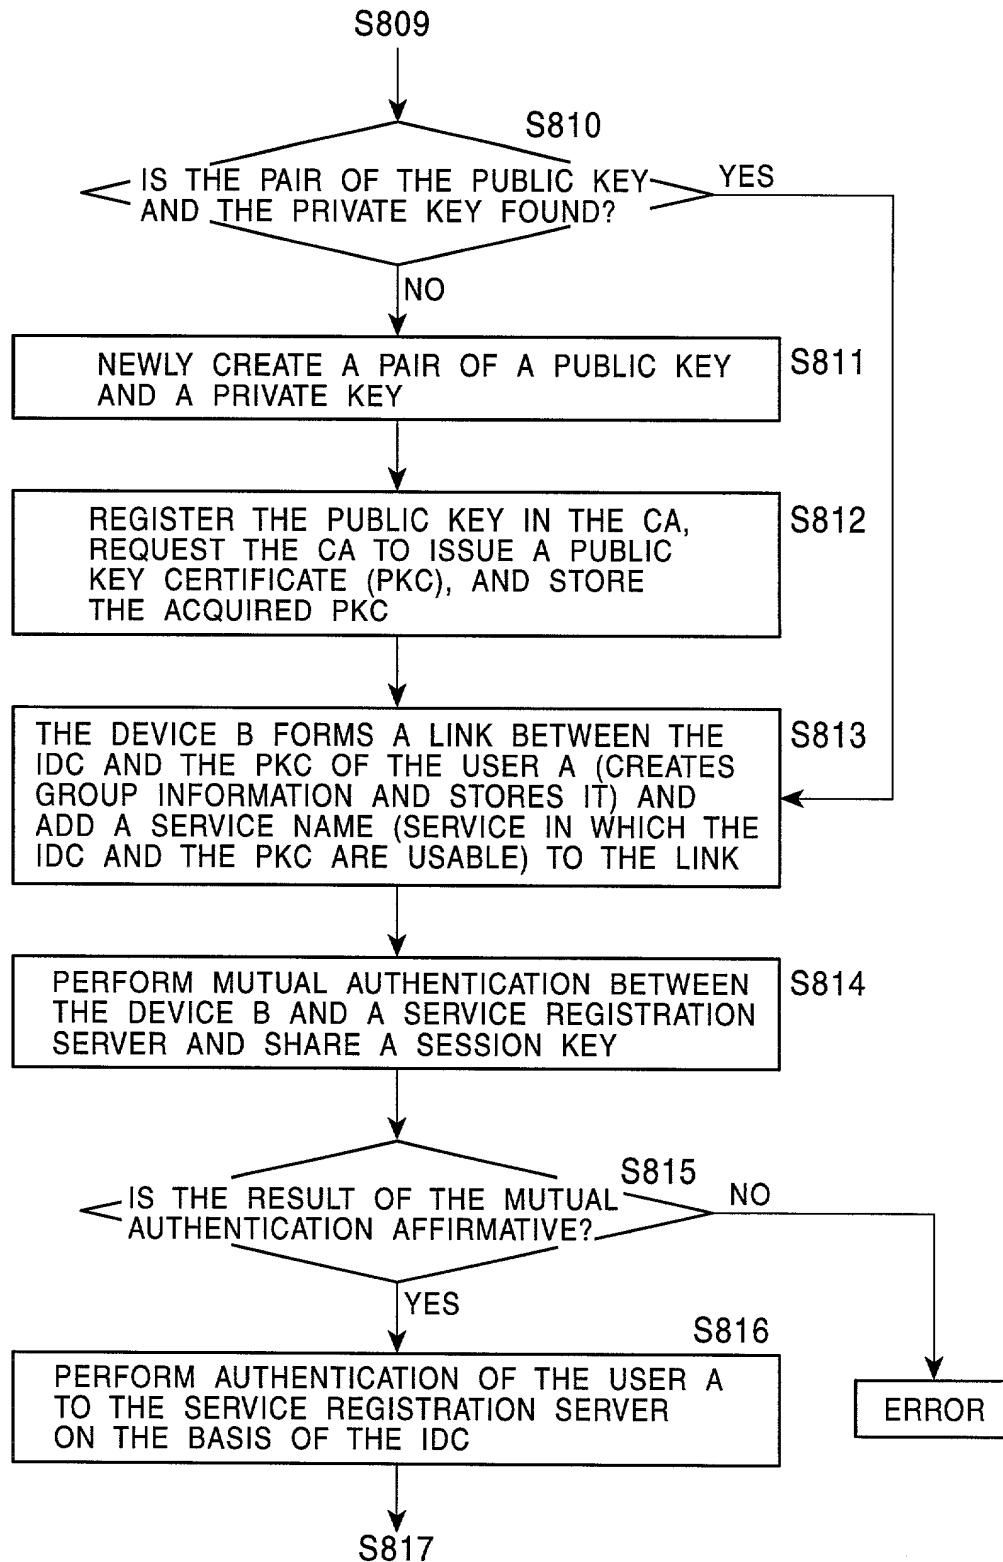 S809
S810
IS THE PAIR OF THE PUBLIC KEY
AND THE PRIVATE KEY FOUND?
YES
NO
NEWLY CREATE A PAIR OF A PUBLIC KEY
AND A PRIVATE KEY
S811
REGISTER THE PUBLIC KEY IN THE CA,
REQUEST THE CA TO ISSUE A PUBLIC
KEY CERTIFICATE (PKC), AND STORE
THE ACQUIRED PKC
S812
THE DEVICE B FORMS A LINK BETWEEN THE
IDC AND THE PKC OF THE USER A (CREATES
GROUP INFORMATION AND STORES IT) AND
ADD A SERVICE NAME (SERVICE IN WHICH THE
IDC AND THE PKC ARE USABLE) TO THE LINK
S813
PERFORM MUTUAL AUTHENTICATION BETWEEN
THE DEVICE B AND A SERVICE REGISTRATION
SERVER AND SHARE A SESSION KEY
S814
S815
IS THE RESULT OF THE MUTUAL
AUTHENTICATION AFFIRMATIVE?
NO
YES
S816
PERFORM AUTHENTICATION OF THE USER A
TO THE SERVICE REGISTRATION SERVER
ON THE BASIS OF THE IDC
ERROR
S817